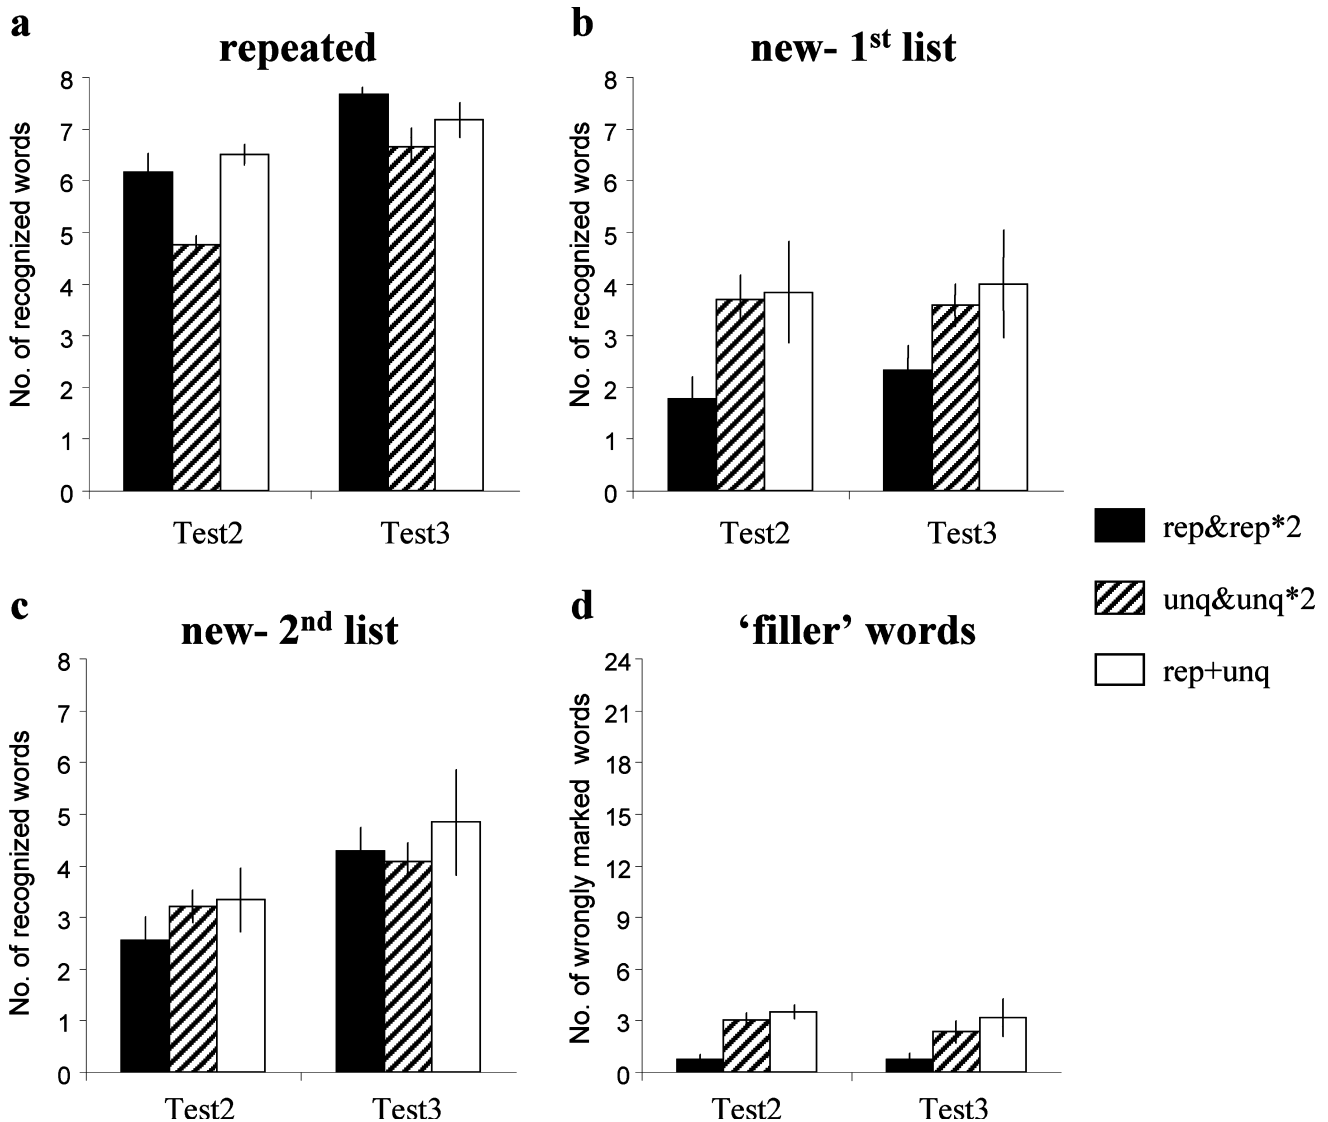 a
repeated
No. of recognized words
8
7
6
5
4
3
2
1
0
Test2 Test3
b
new- 1st list
No. of recognized words
8
7
6
5
4
3
2
1
0
Test2 Test3
rep&rep*2
unq&unq*2
rep+unq
c
new- 2nd list
No. of recognized words
8
7
6
5
4
3
2
1
0
Test2 Test3
d
‘filler’ words
No. of wrongly marked words
24
21
18
15
12
9
6
3
0
Test2 Test3